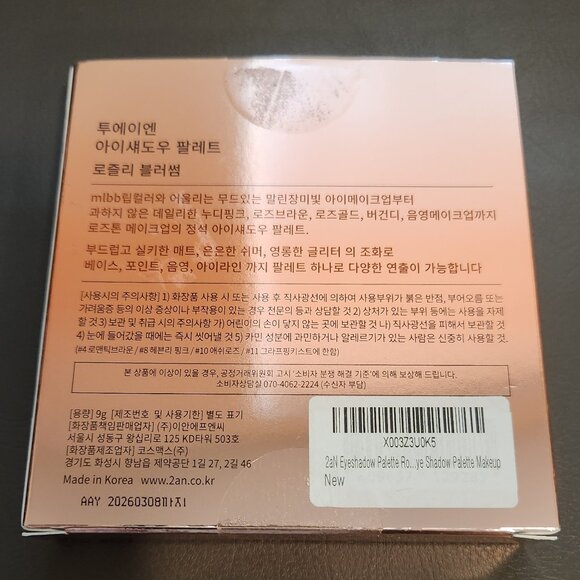 투에이엔
아이섀도우 팔레트
로즐리 블러썸
mlbb립컬러와 어울리는 무드있는 말린장미빛 아이메이크업부터
과하지 않은 데일리한 누디핑크, 로즈브라운, 로즈골드, 버건디, 음영메이크업까지
로즈톤 메이크업의 정석 아이섀도우 팔레트.
부드럽고 실키한 매트, 은은한 쉬머, 영롱한 글리터 의 조화로
베이스, 포인트, 음영, 아이라인 까지 팔레트 하나로 다양한 연출이 가능합니다
[사용시의 주의사항] 1) 화장품 사용 시 또는 사용 후 직사광선에 의하여 사용부위가 붉은 반점, 부어오름 또는
가려움증 등의 이상 증상이나 부작용이 있는 경우 전문의 등과 상담할 것 2) 상처가 있는 부위 등에는 사용을 자제
할 것 3) 보관 및 취급 시의 주의사항 가) 어린이의 손이 닿지 않는 곳에 보관할 것 나) 직사광선을 피해서 보관할 것
4) 눈에 들어갔을 때에는 즉시 씻어낼 것 5) 카민 성분에 과민하거나 알레르기가 있는 사람은 신중히 사용할 것.
(#4 로맨틱브라운 / #8 헤븐리 핑크 / #10 애쉬로즈 / #11 그라프핑키스트에 한함)
본 상품에 이상이 있을 경우, 공정거래위원회 고시 '소비자 분쟁 해결 기준'에 의해 보상해 드립니다.
소비자상담실 070-4062-2224 (수신자 부담)
[용량] 9g [제조번호 및 사용기한] 별도 표기
[화장품책임판매업자] (주)이안에프앤씨
서울시 성동구 왕십리로 125 KD타워 503호
[화장품제조업자] 코스맥스(주)
경기도 화성시 향남읍 제약공단 1길 27, 2길 46
Made in Korea www.2an.co.kr
AAY 20260308까지
X003Z3U0K5
2aN Eyeshadow Palette Ro...ye Shadow Palette Makeup
New